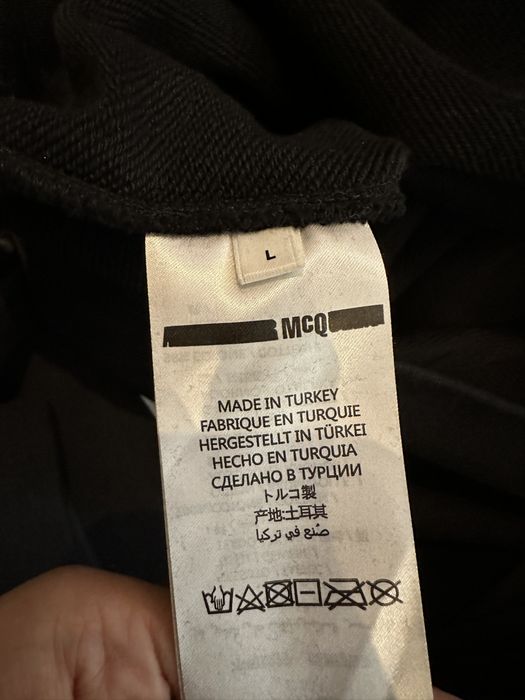 L
McQ
MADE IN TURKEY
FABRIQUE EN TURQUIE
HERGESTELLT IN TÜRKEI
HECHO EN TURQUIA
СДЕЛАНО В ТУРЦИИ
トルコ製
产地:土耳其
صُنع في تركيا